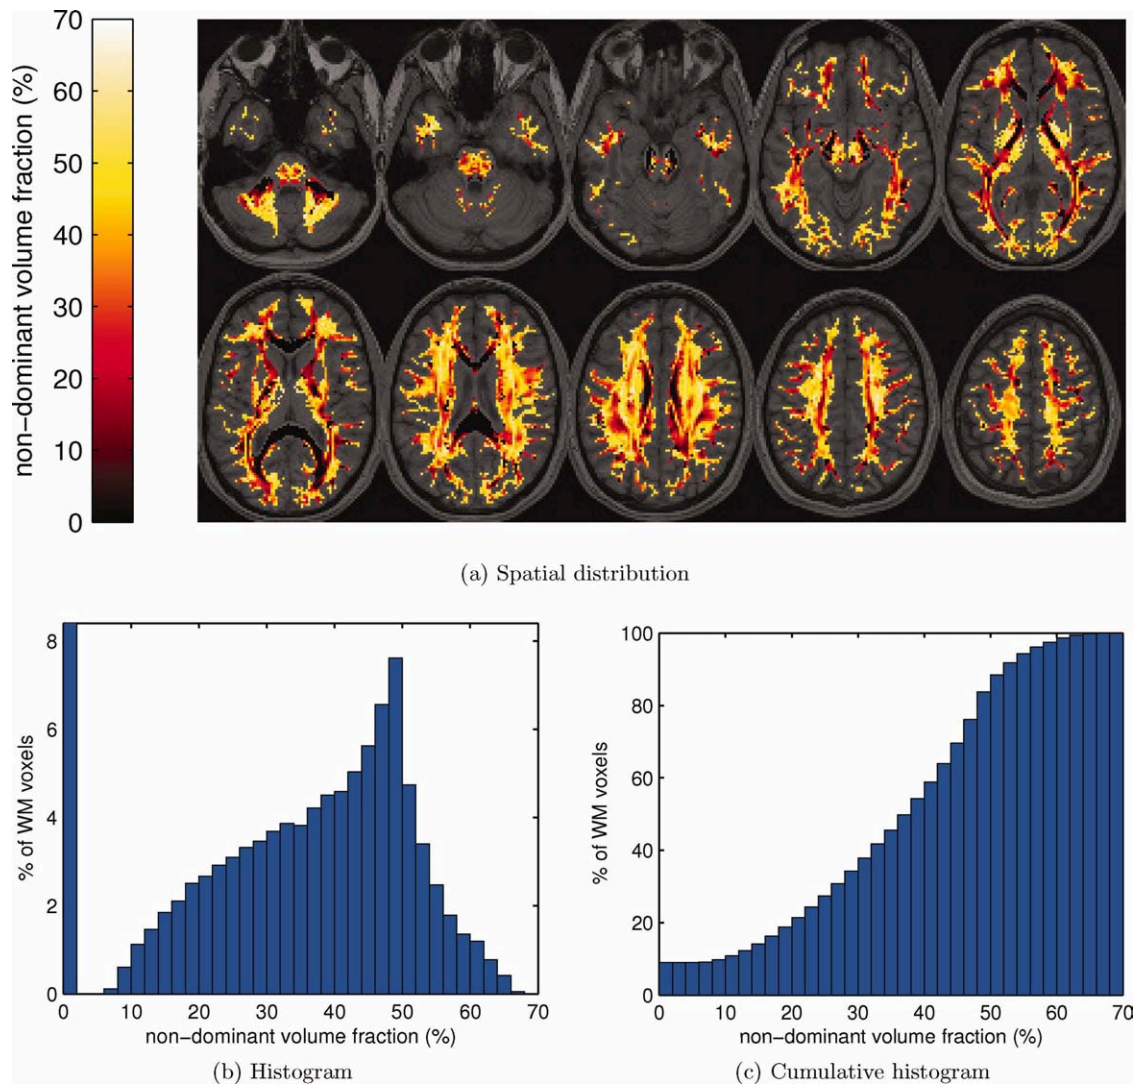 non-dominant volume fraction (%)
70
60
50
40
30
20
10
0
(a) Spatial distribution
% of WM voxels
8
6
4
2
0
0 10 20 30 40 50 60 70
non-dominant volume fraction (%)
(b) Histogram
% of WM voxels
100
80
60
40
20
0
0 10 20 30 40 50 60 70
non-dominant volume fraction (%)
(c) Cumulative histogram